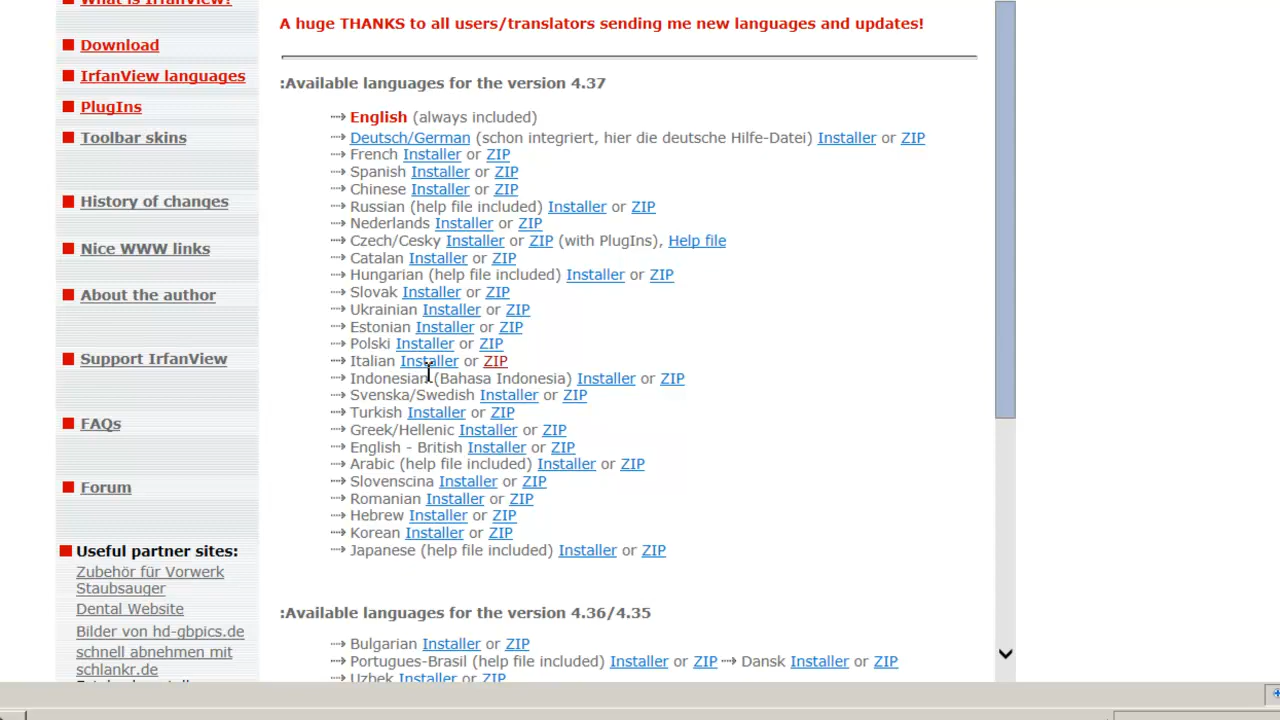 What is IrfanView?
Download
IrfanView languages
PlugIns
Toolbar skins
History of changes
Nice WWW links
About the author
Support IrfanView
FAQs
Forum
Useful partner sites:
Zubehör für Vorwerk
Staubsauger
Dental Website
Bilder von hd-gbpics.de
schnell abnehmen mit
schlankr.de
A huge THANKS to all users/translators sending me new languages and updates!
:Available languages for the version 4.37
English (always included)
Deutsch/German (schon integriert, hier die deutsche Hilfe-Datei) Installer or ZIP
French Installer or ZIP
Spanish Installer or ZIP
Chinese Installer or ZIP
Russian (help file included) Installer or ZIP
Nederlands Installer or ZIP
Czech/Cesky Installer or ZIP (with PlugIns), Help file
Catalan Installer or ZIP
Hungarian (help file included) Installer or ZIP
Slovak Installer or ZIP
Ukrainian Installer or ZIP
Estonian Installer or ZIP
Polski Installer or ZIP
Italian Installer or ZIP
Indonesian (Bahasa Indonesia) Installer or ZIP
Svenska/Swedish Installer or ZIP
Turkish Installer or ZIP
Greek/Hellenic Installer or ZIP
English - British Installer or ZIP
Arabic (help file included) Installer or ZIP
Slovenscina Installer or ZIP
Romanian Installer or ZIP
Hebrew Installer or ZIP
Korean Installer or ZIP
Japanese (help file included) Installer or ZIP
:Available languages for the version 4.36/4.35
Bulgarian Installer or ZIP
Portugues-Brasil (help file included) Installer or ZIP ⇢ Dansk Installer or ZIP
Uzbek Installer or ZIP